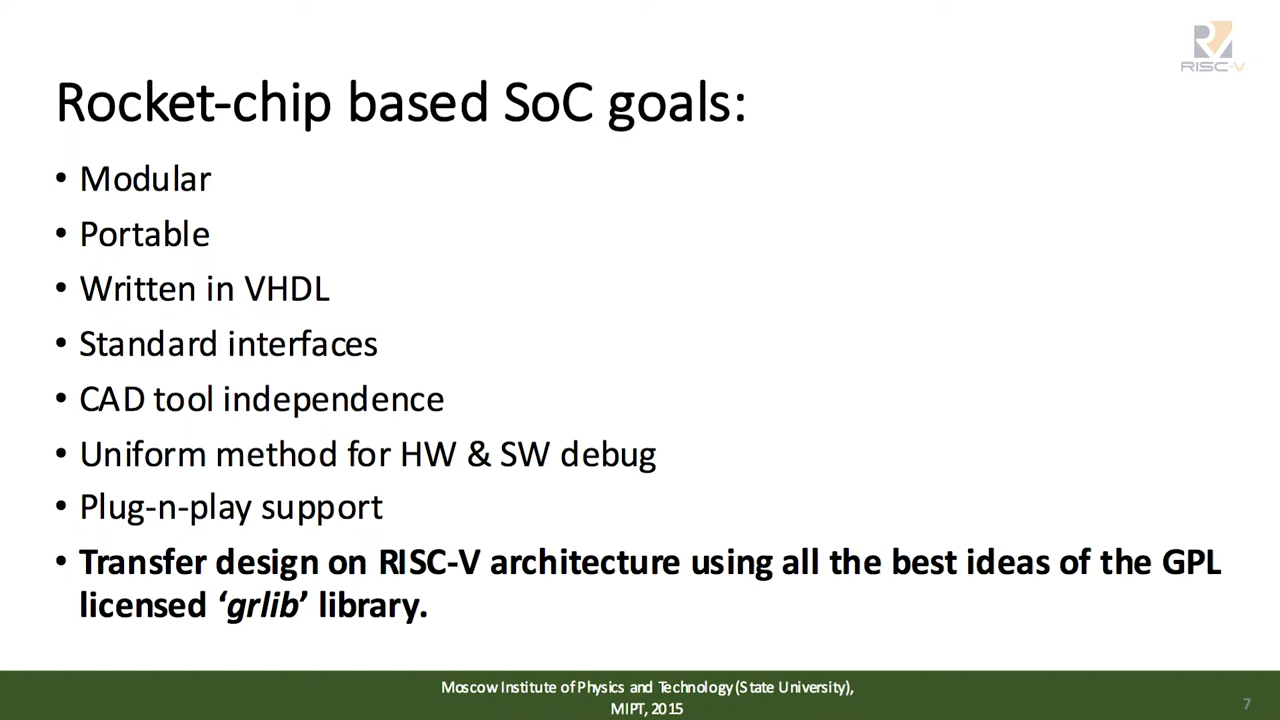 RISC-V
Rocket-chip based SoC goals:
• Modular
• Portable
• Written in VHDL
• Standard interfaces
• CAD tool independence
• Uniform method for HW & SW debug
• Plug-n-play support
• Transfer design on RISC-V architecture using all the best ideas of the GPL
licensed ‘grlib’ library.
Moscow Institute of Physics and Technology (State University),
MIPT, 2015
7